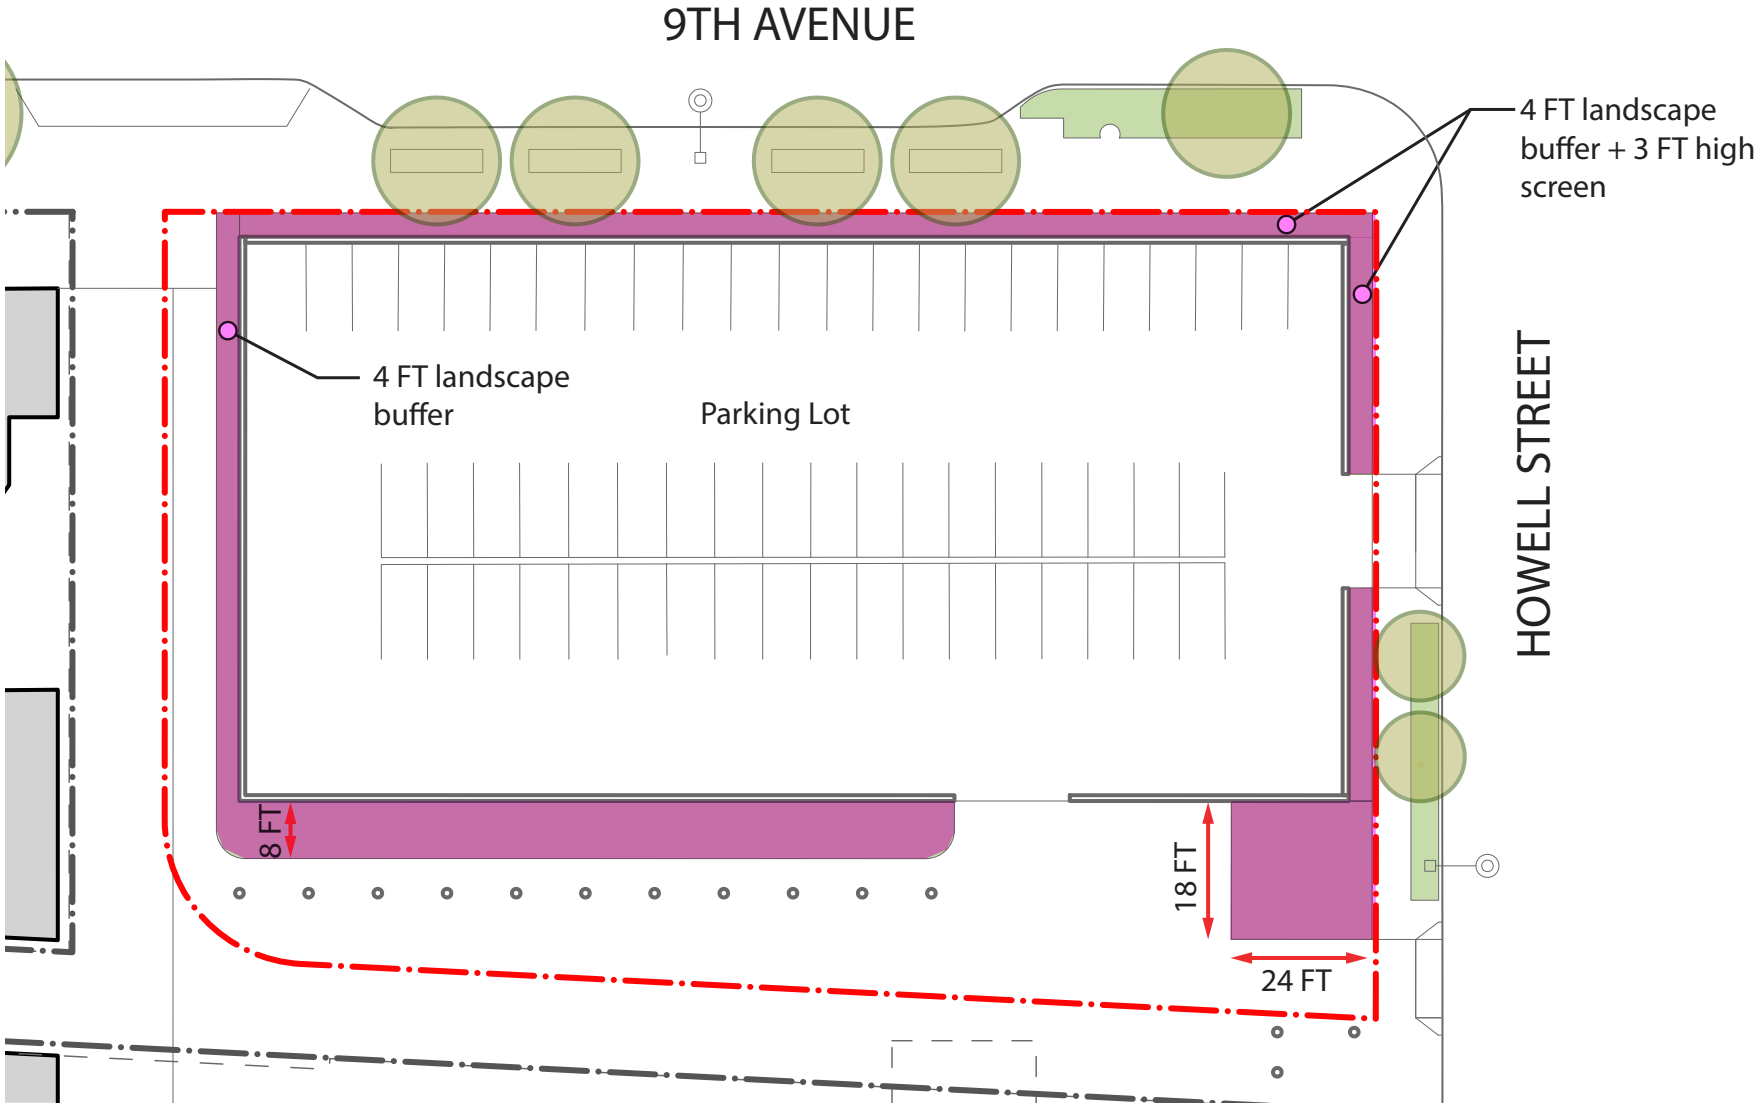 9TH AVENUE
4 FT landscape
buffer + 3 FT high
screen
4 FT landscape
buffer
Parking Lot
HOWELL STREET
8 FT
18 FT
24 FT